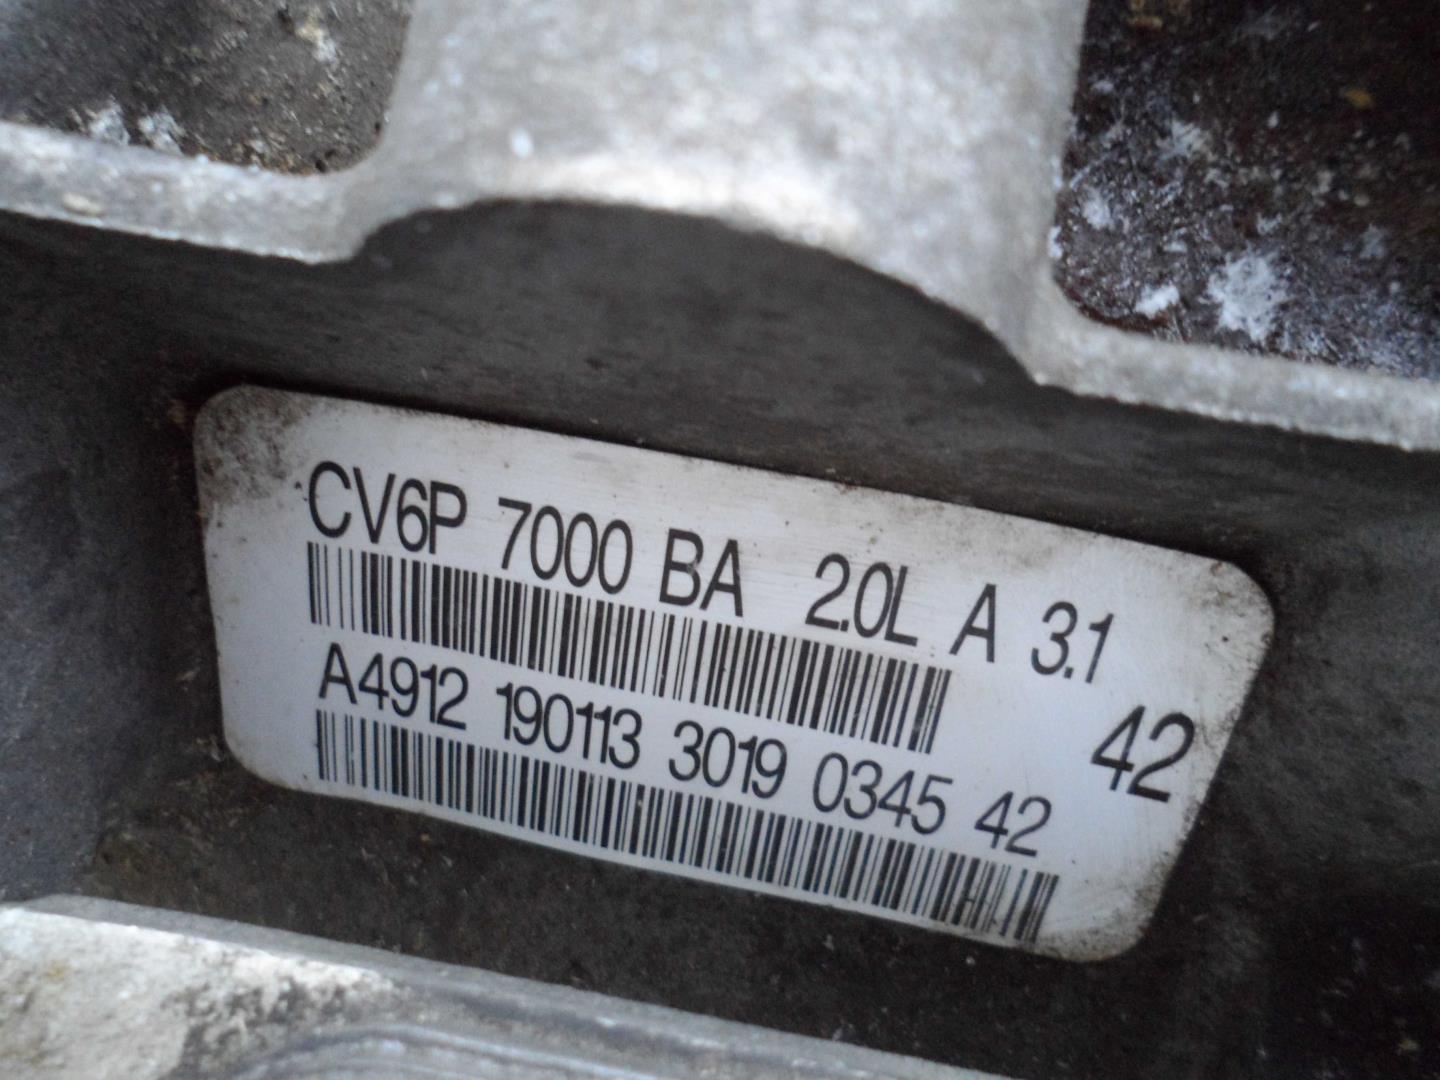 CV6P 7000 BA 2.0L A 3.1
42
A4912 190113 3019 0345 42